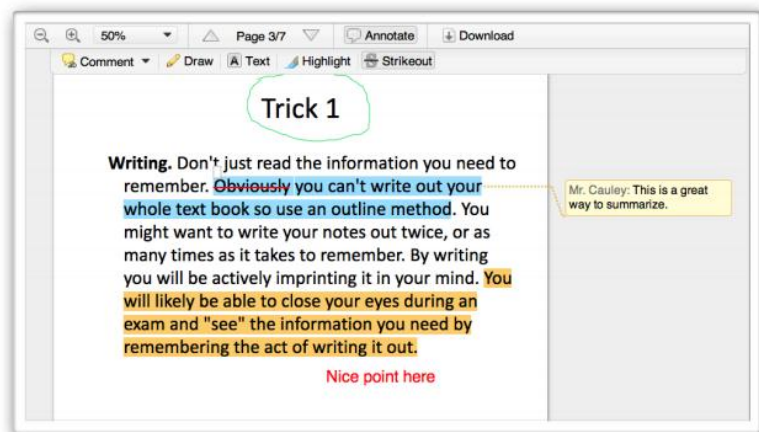 50% Page 3/7 Annotate Download
Comment Draw A Text Highlight Strikeout
Trick 1
Writing. Don't just read the information you need to
remember. Obviously you can't write out your
whole text book so use an outline method. You
might want to write your notes out twice, or as
many times as it takes to remember. By writing
you will be actively imprinting it in your mind. You
will likely be able to close your eyes during an
exam and "see" the information you need by
remembering the act of writing it out.
Nice point here
Mr. Cauley: This is a great
way to summarize.